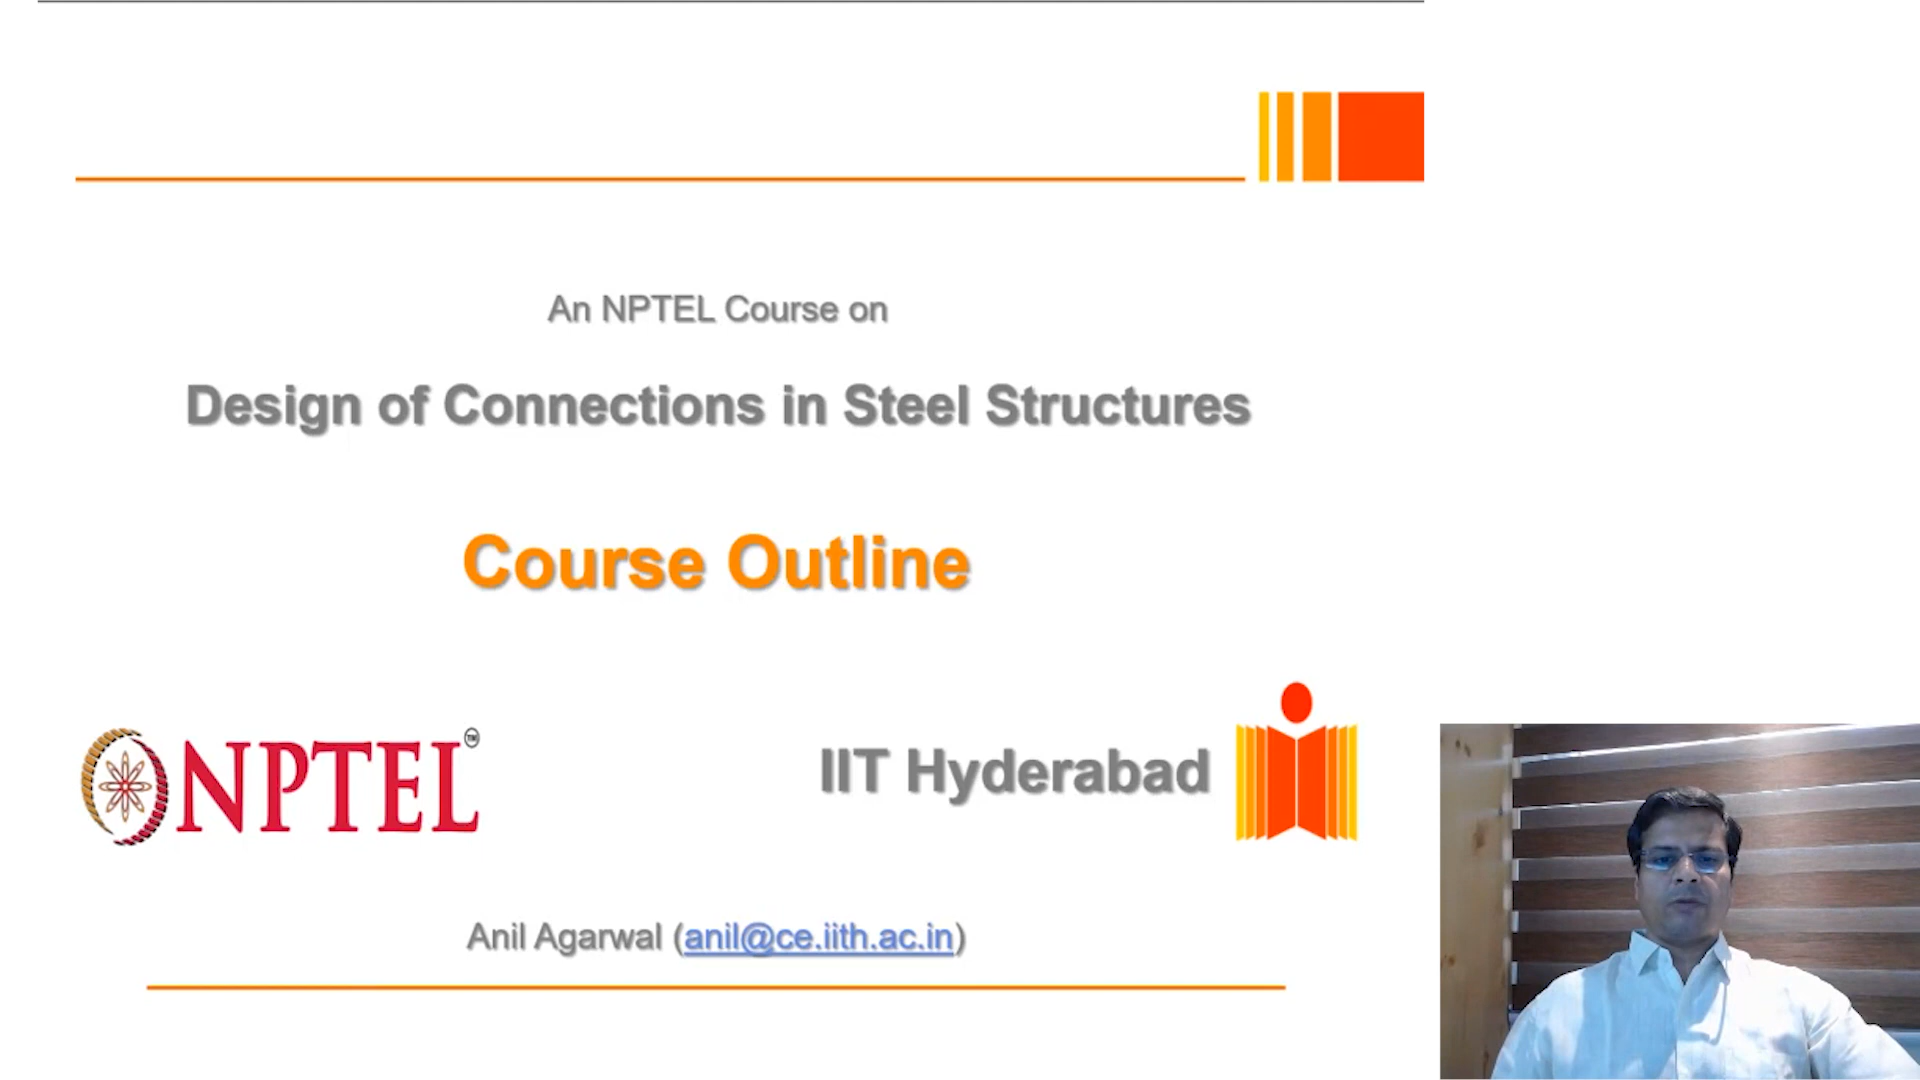 An NPTEL Course on
Design of Connections in Steel Structures
Course Outline
NPTEL™
IIT Hyderabad
Anil Agarwal (anil@ce.iith.ac.in)